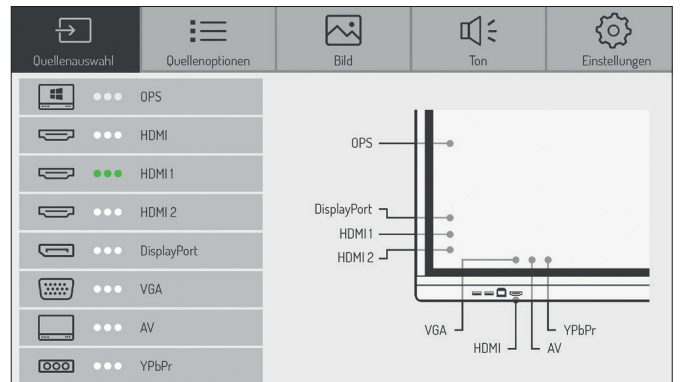 Quellenauswahl
Quellenoptionen
Bild
Ton
Einstellungen
OPS
HDMI
HDMI 1
HDMI 2
DisplayPort
VGA
AV
YPbPr
OPS
DisplayPort
HDMI 1
HDMI 2
VGA
HDMI
AV
YPbPr